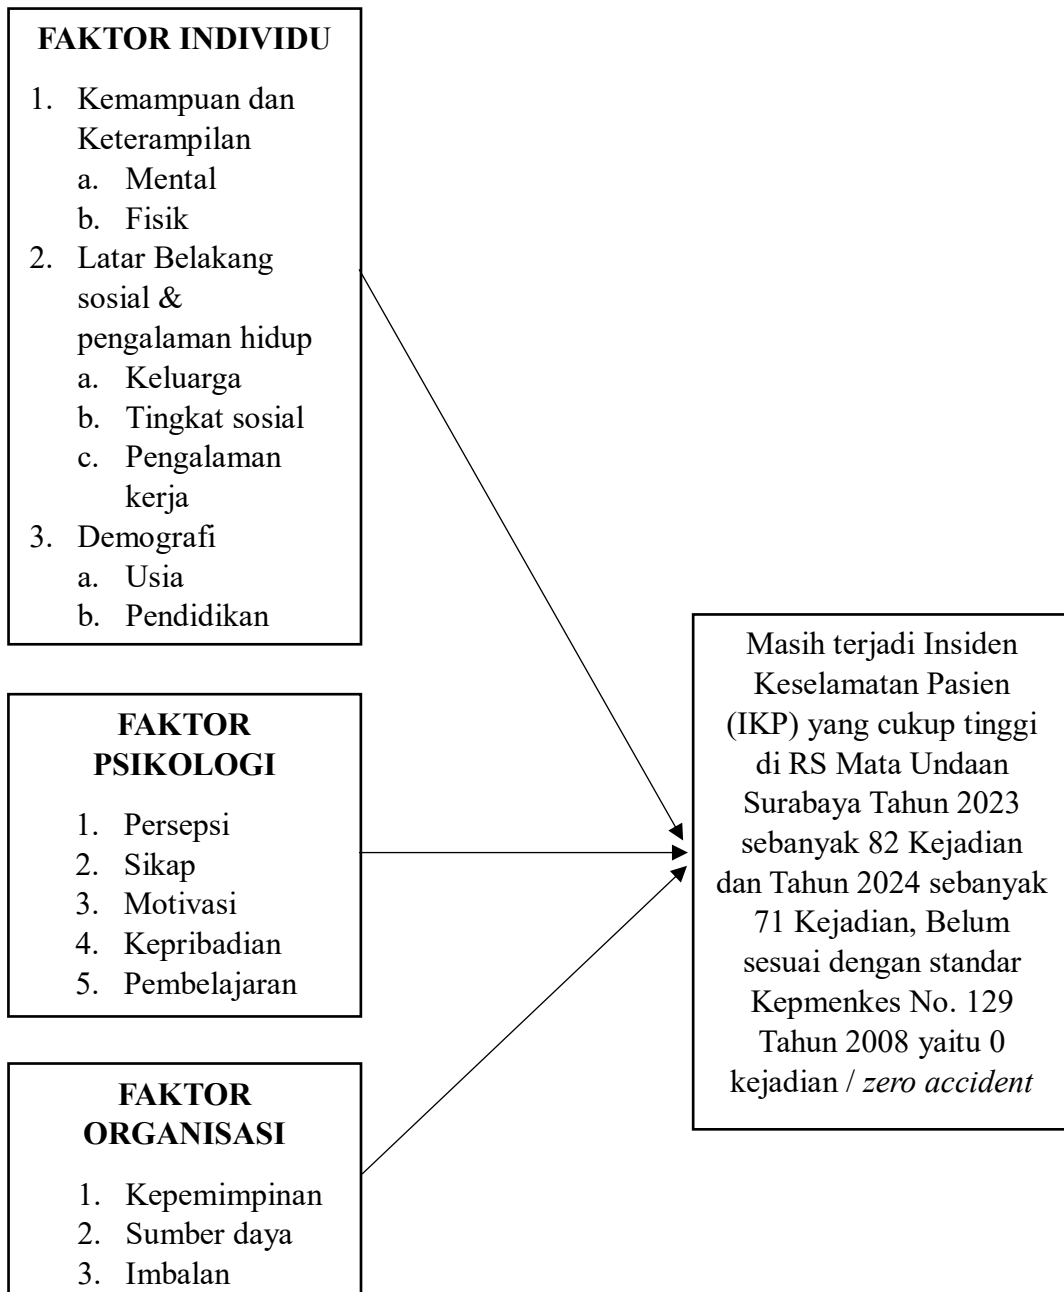 FAKTOR INDIVIDU
1. Kemampuan dan
Keterampilan
a. Mental
b. Fisik
2. Latar Belakang
sosial &
pengalaman hidup
a. Keluarga
b. Tingkat sosial
c. Pengalaman
kerja
3. Demografi
a. Usia
b. Pendidikan
FAKTOR
PSIKOLOGI
1. Persepsi
2. Sikap
3. Motivasi
4. Kepribadian
5. Pembelajaran
FAKTOR
ORGANISASI
1. Kepemimpinan
2. Sumber daya
3. Imbalan
Masih terjadi Insiden
Keselamatan Pasien
(IKP) yang cukup tinggi
di RS Mata Undaan
Surabaya Tahun 2023
sebanyak 82 Kejadian
dan Tahun 2024 sebanyak
71 Kejadian, Belum
sesuai dengan standar
Kepmenkes No. 129
Tahun 2008 yaitu 0
kejadian / zero accident